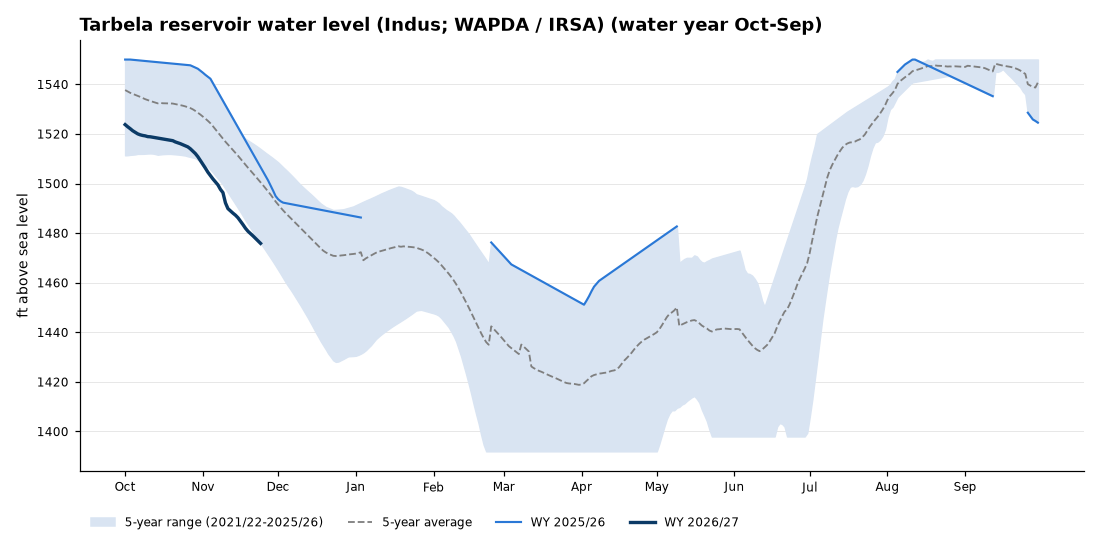 Tarbela reservoir water level (Indus; WAPDA / IRSA) (water year Oct-Sep)
ft above sea level
1540
1520
1500
1480
1460
1440
1420
1400
Oct Nov Dec Jan Feb Mar Apr May Jun Jul Aug Sep
5-year range (2021/22-2025/26) 5-year average WY 2025/26 WY 2026/27